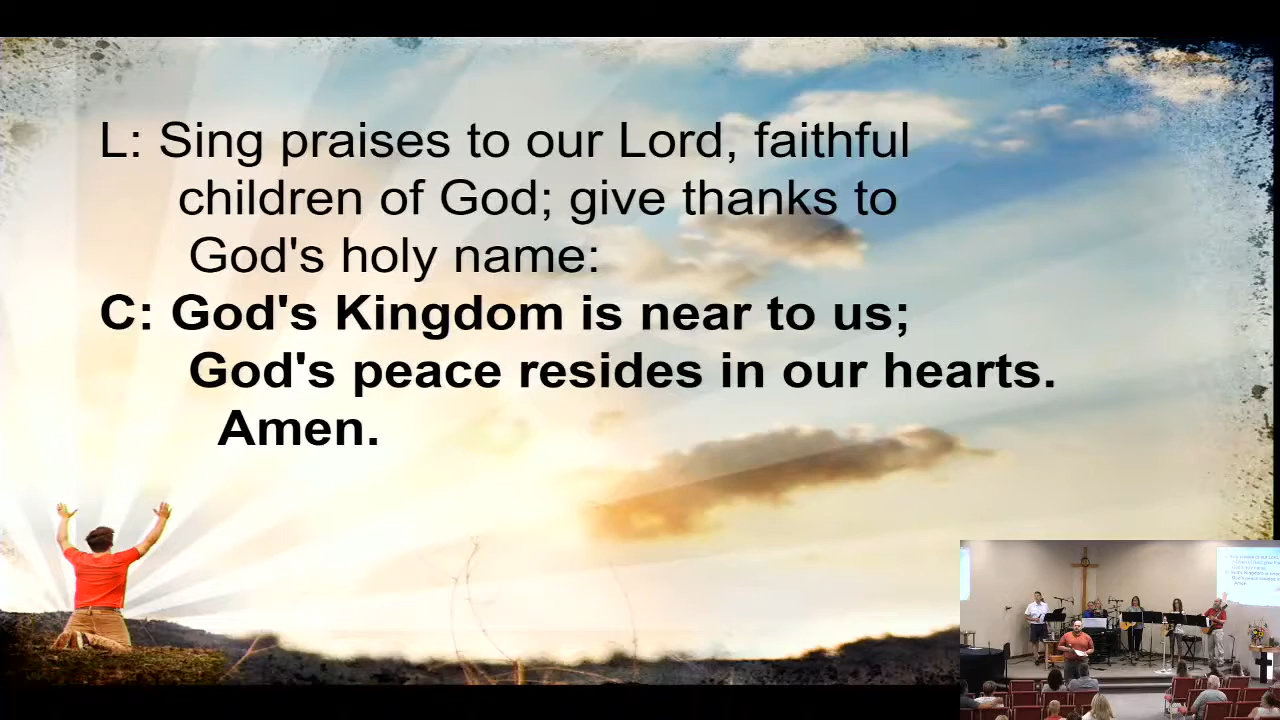 L: Sing praises to our Lord, faithful
children of God; give thanks to
God's holy name:
C: God's Kingdom is near to us;
God's peace resides in our hearts.
Amen.